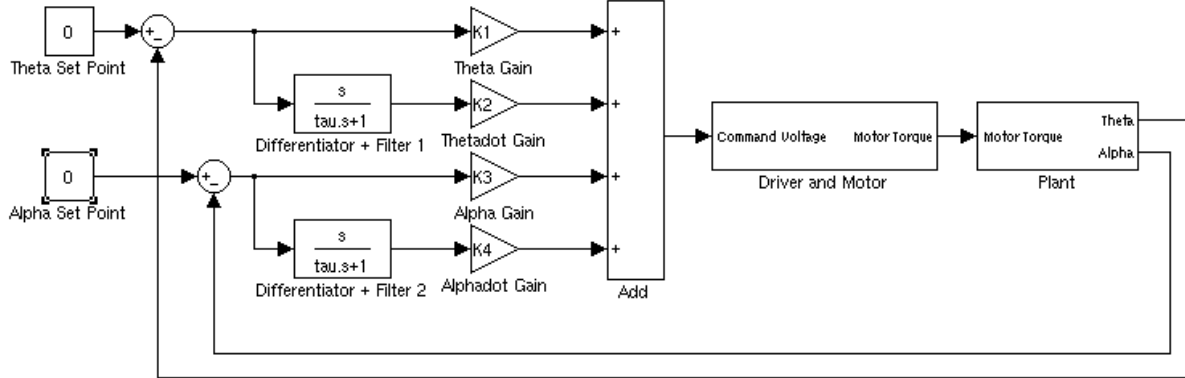 0
+
-
K1
+
Theta Set Point
Theta Gain
s
tau.s+1
K2
+
Differentiator + Filter 1
Thetadot Gain
Command Voltage
Motor Torque
Motor Torque
Theta
Alpha
Driver and Motor
Plant
0
+
-
K3
+
Alpha Set Point
Alpha Gain
s
tau.s+1
K4
+
Differentiator + Filter 2
Alphadot Gain
Add